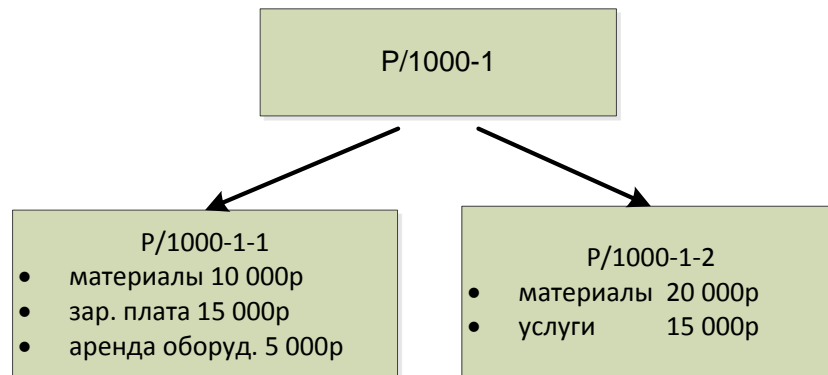 P/1000-1
P/1000-1-1
• материалы 10 000р
• зар. плата 15 000р
• аренда оборуд. 5 000р
P/1000-1-2
• материалы 20 000р
• услуги 15 000р